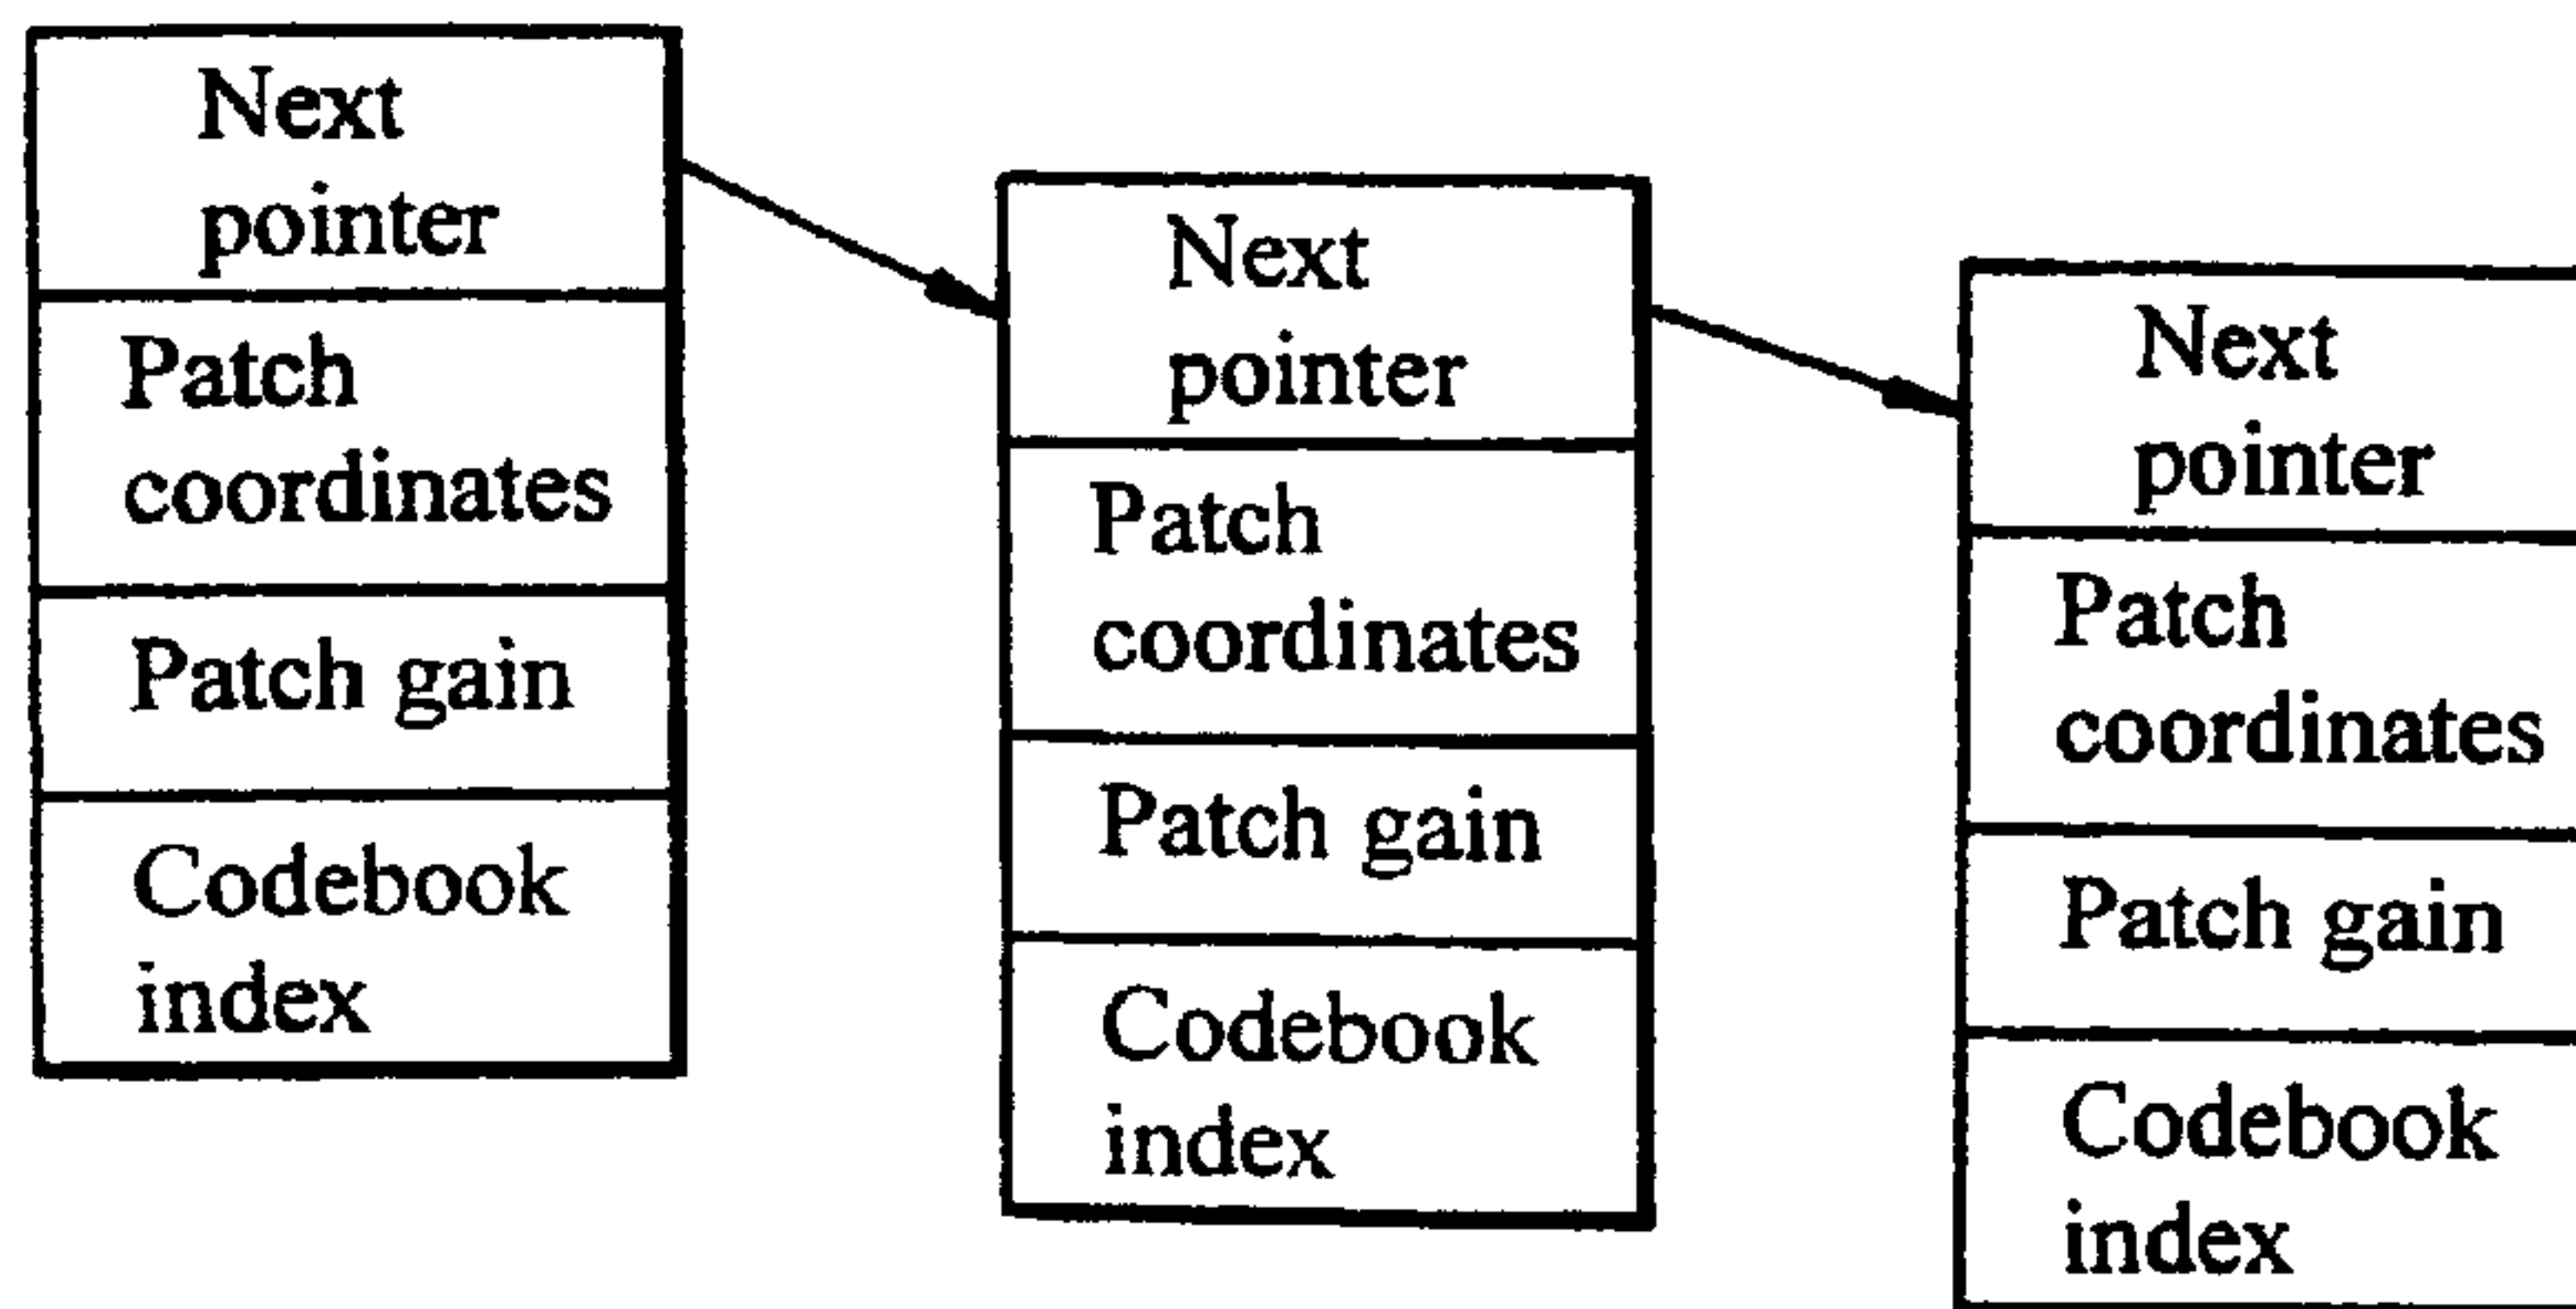 Next
pointer
Patch
coordinates
Patch gain
Codebook
index
Next
pointer
Patch
coordinates
Patch gain
Codebook
index
Next
pointer
Patch
coordinates
Patch gain
Codebook
index